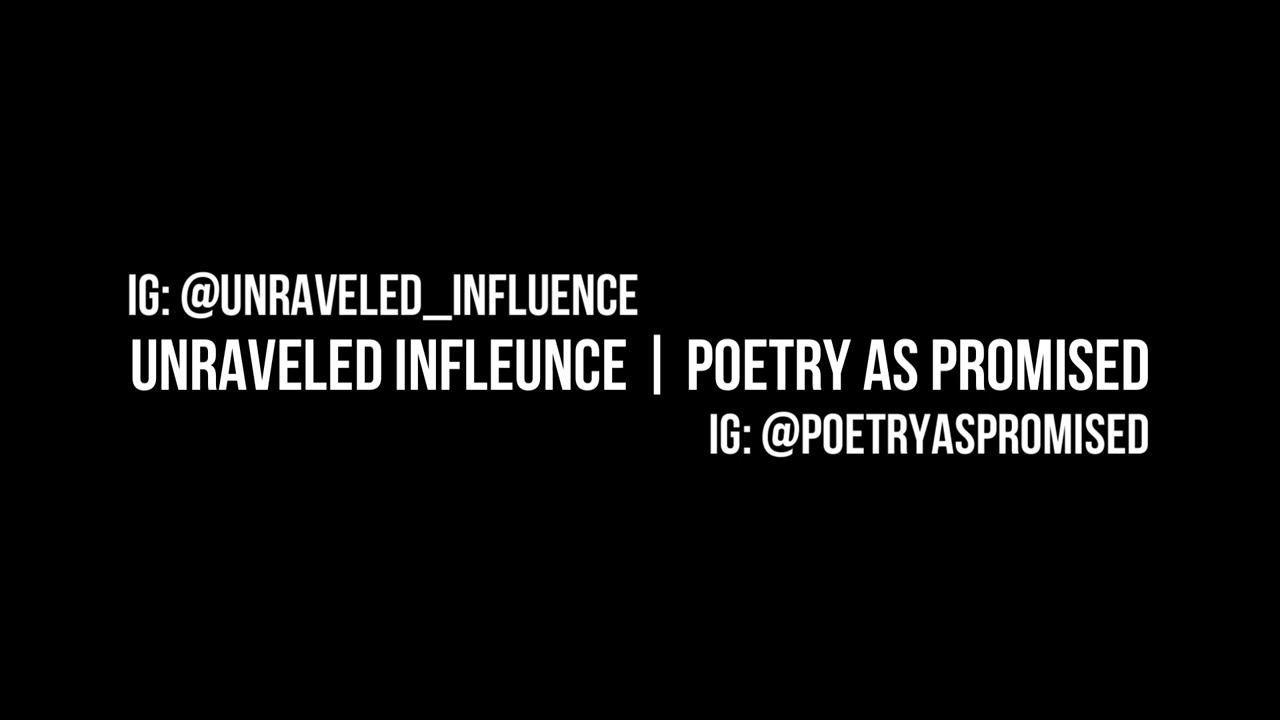 IG: @UNRAVELED_INFLUENCE
UNRAVELED INFLEUNCE | POETRY AS PROMISED
IG: @POETRYASPROMISED